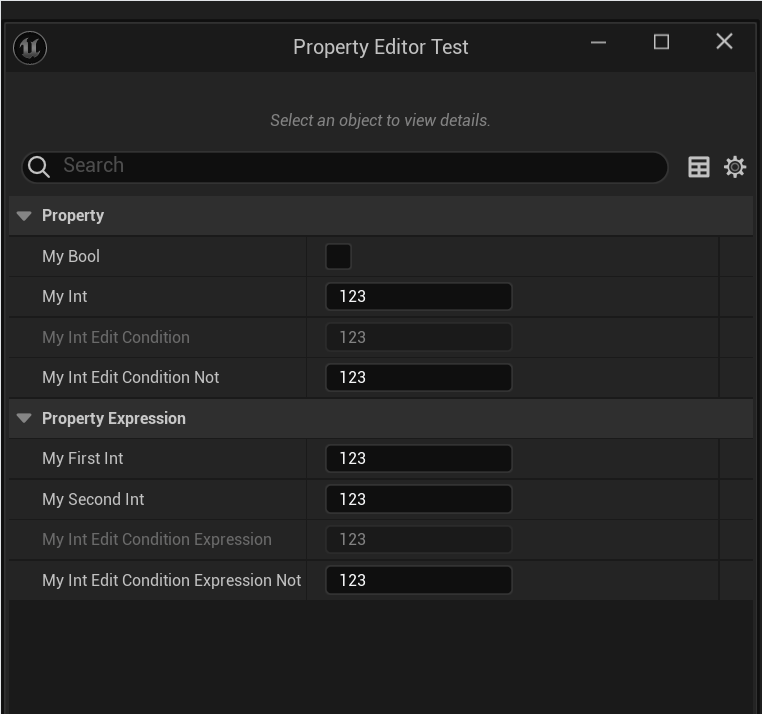 Property Editor Test
Select an object to view details.
Search
Property
My Bool
My Int 123
My Int Edit Condition 123
My Int Edit Condition Not 123
Property Expression
My First Int 123
My Second Int 123
My Int Edit Condition Expression 123
My Int Edit Condition Expression Not 123